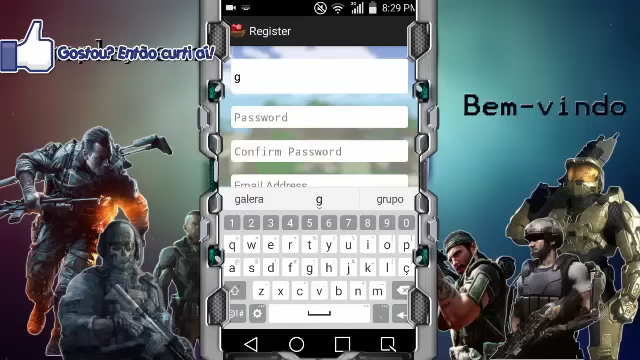 8:29 PM
Register
Gostou? Então curti aí!
g
Bem-vindo
Password
Confirm Password
Email Address
galera g grupo
1 2 3 4 5 6 7 8 9 0
q w e r t y u i o p
a s d f g h j k l ç
z x c v b n m